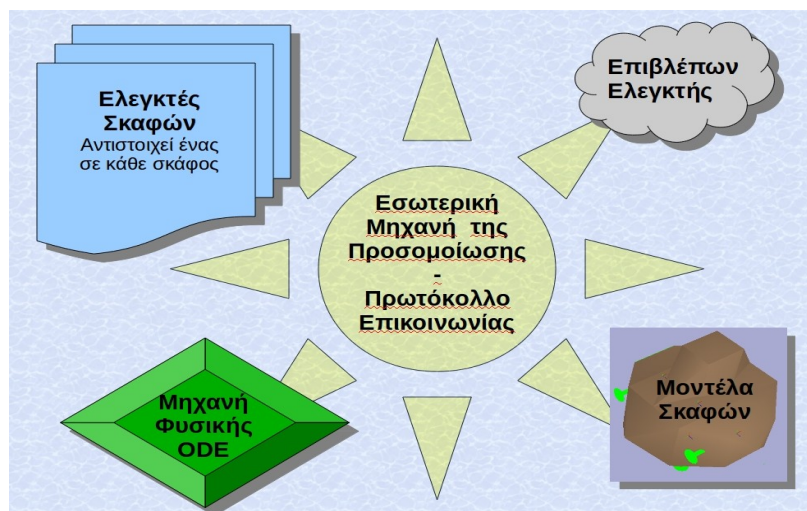 Ελεγκτές
Σκαφών
Αντιστοιχεί ένας
σε κάθε σκάφος
Επιβλέπων
Ελεγκτής
Εσωτερική
Μηχανή της
Προσομοίωσης
-
Πρωτόκολλο
Επικοινωνίας
Μηχανή
Φυσικής
ODE
Μοντέλα
Σκαφών